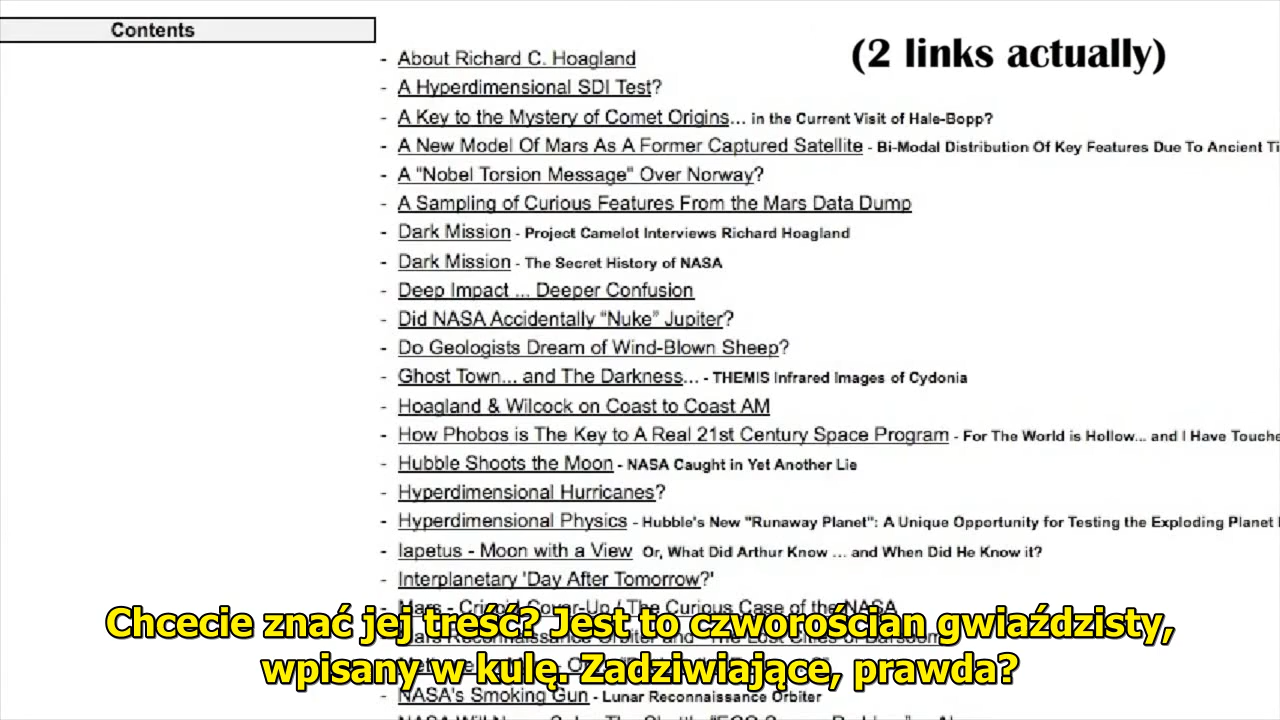 Contents
(2 links actually)
- About Richard C. Hoagland
- A Hyperdimensional SDI Test?
- A Key to the Mystery of Comet Origins... in the Current Visit of Hale-Bopp?
- A New Model Of Mars As A Former Captured Satellite - Bi-Modal Distribution Of Key Features Due To Ancient
- A "Nobel Torsion Message" Over Norway?
- A Sampling of Curious Features From the Mars Data Dump
- Dark Mission - Project Camelot Interviews Richard Hoagland
- Dark Mission - The Secret History of NASA
- Deep Impact ... Deeper Confusion
- Did NASA Accidentally “Nuke” Jupiter?
- Do Geologists Dream of Wind-Blown Sheep?
- Ghost Town... and The Darkness... - THEMIS Infrared Images of Cydonia
- Hoagland & Wilcock on Coast to Coast AM
- How Phobos is The Key to A Real 21st Century Space Program - For The World is Hollow... and I Have
- Hubble Shoots the Moon - NASA Caught in Yet Another Lie
- Hyperdimensional Hurricanes?
- Hyperdimensional Physics - Hubble's New "Runaway Planet": A Unique Opportunity for Testing the Exploding Planet
- Iapetus - Moon with a View Or, What Did Arthur Know ... and When Did He Know it?
- Interplanetary 'Day After Tomorrow?'
- Mars - Cover-Up / The Curious Case of the NASA
Chcecie znać jej treść? Jest to czworościan gwiaździsty,
wpisany w kulę. Zadziwiające, prawda?
- NASA's Smoking Gun - Lunar Reconnaissance Orbiter